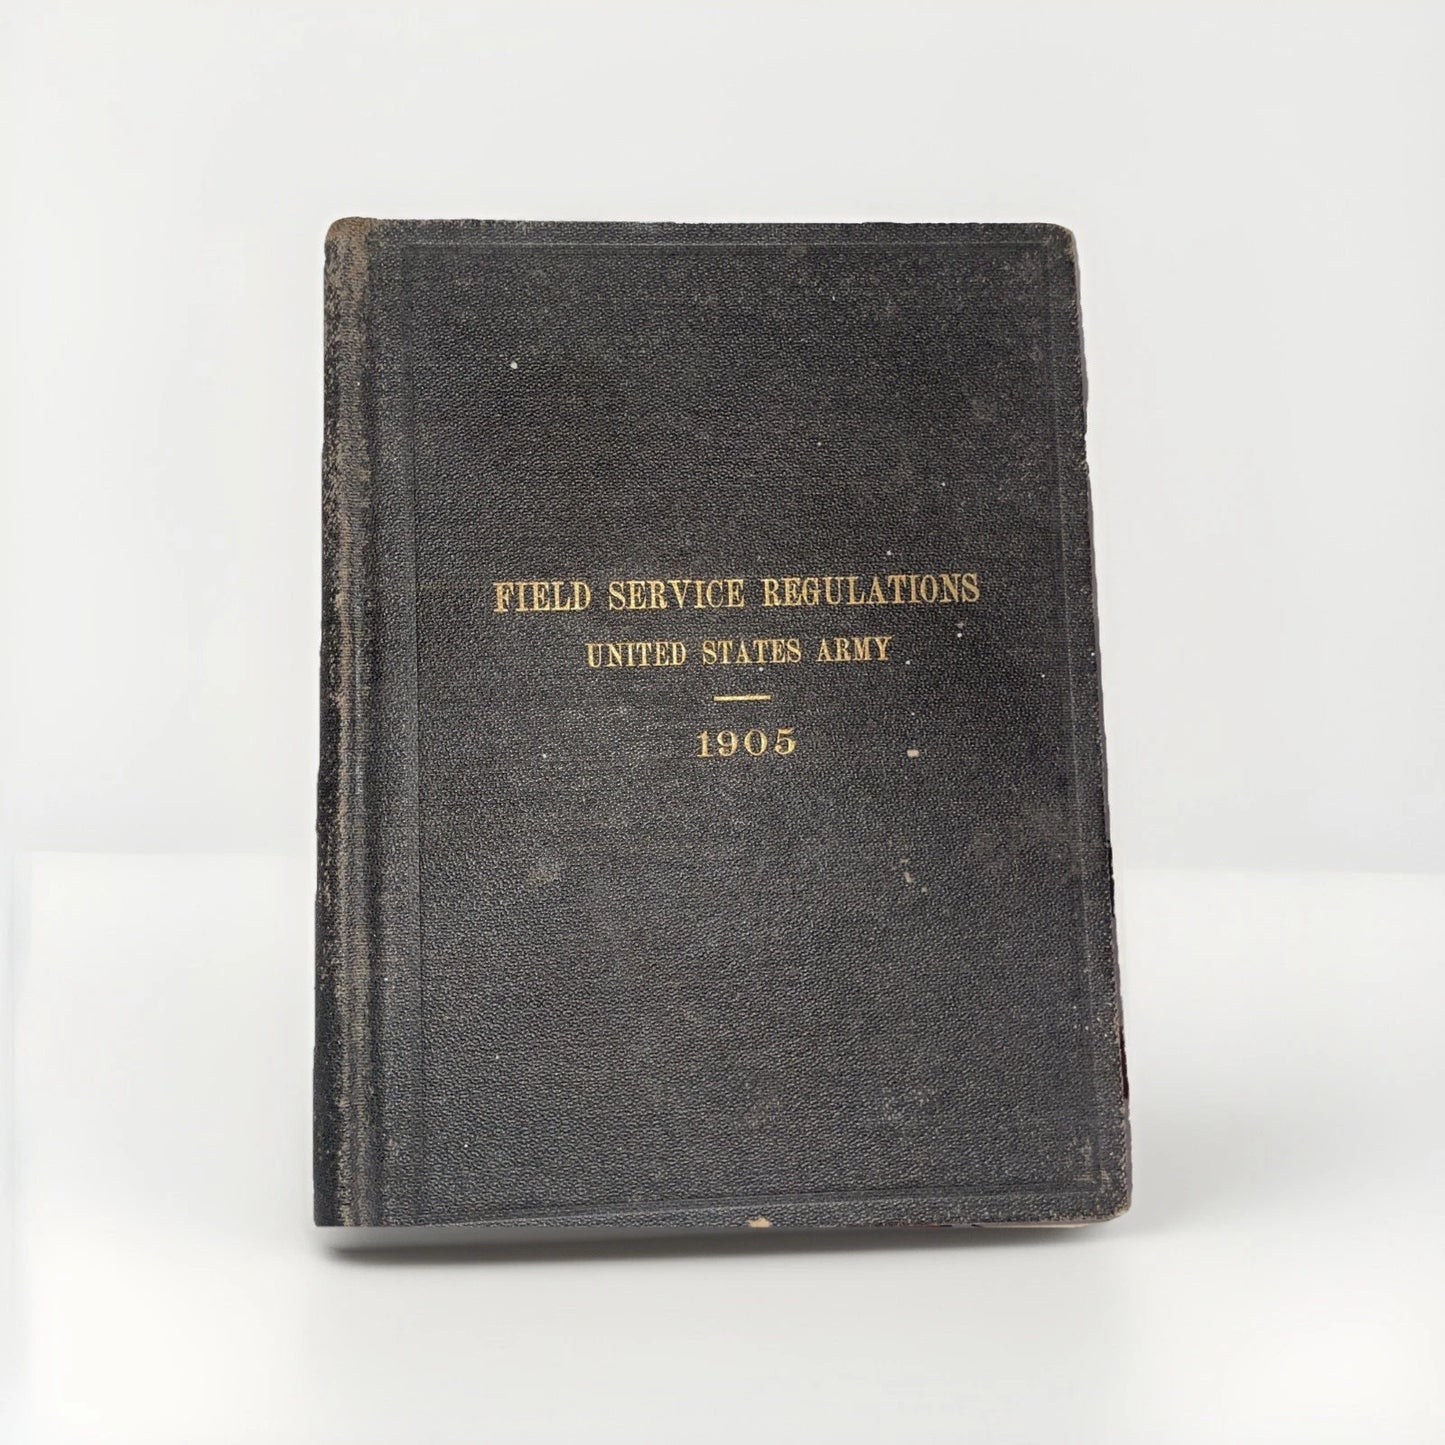 FIELD SERVICE REGULATIONS
UNITED STATES ARMY
1905